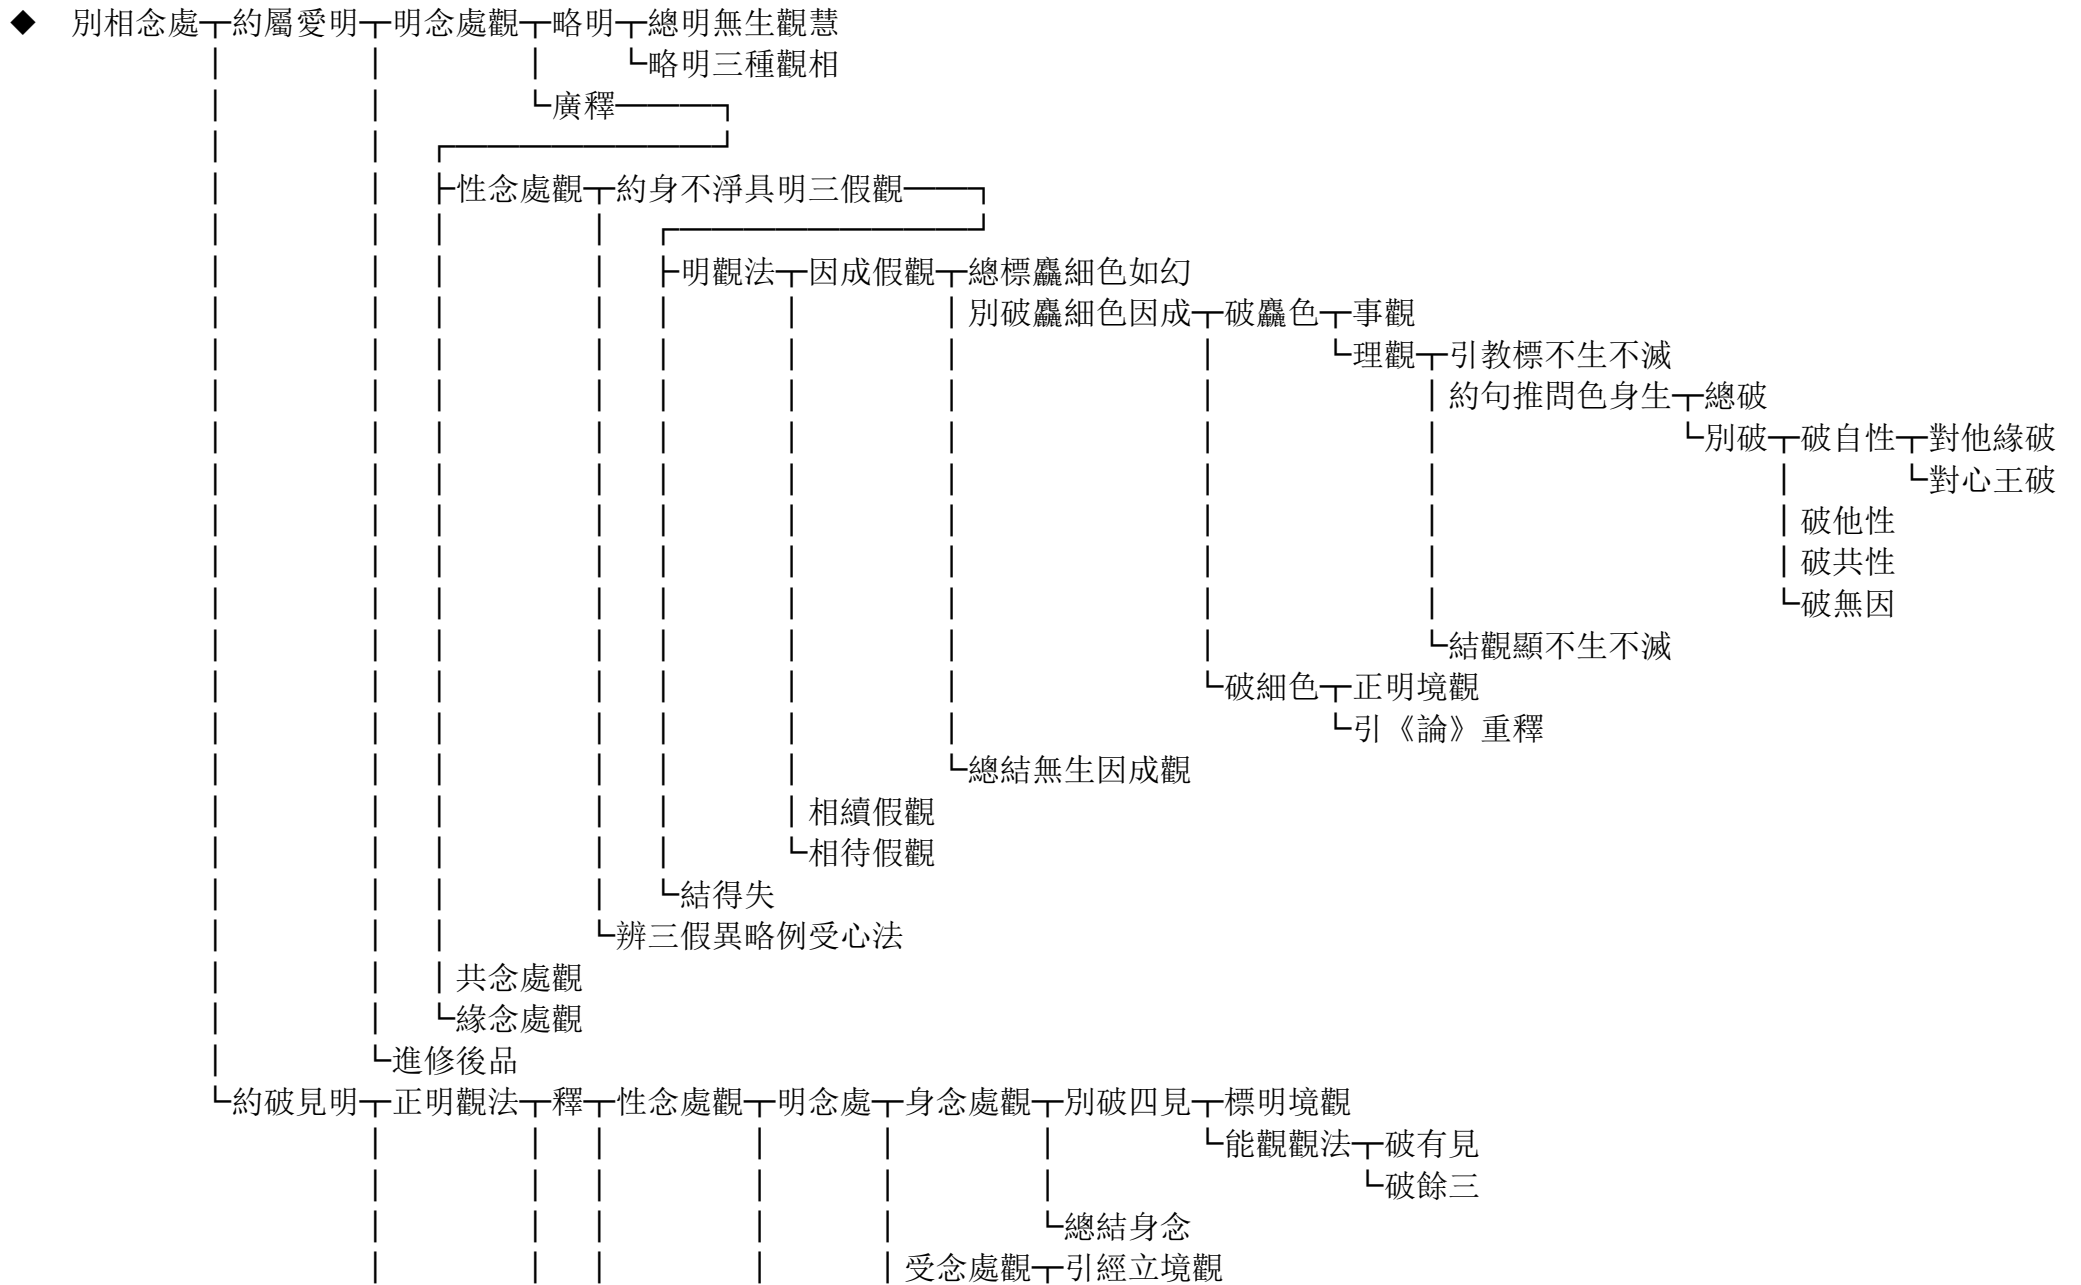 ◆ 別相念處┬約屬愛明┬明念處觀┬略明┬總明無生觀慧
└略明三種觀相
└廣釋
├性念處觀┬約身不淨具明三假觀
├明觀法┬因成假觀┬總標麤細色如幻
別破麤細色因成┬破麤色┬事觀
└理觀┬引教標不生不滅
約句推問色身生┬總破
└別破┬破自性┬對他緣破
└對心王破
破他性
破共性
└破無因
└結觀顯不生不滅
└破細色┬正明境觀
└引《論》重釋
└總結無生因成觀
相續假觀
└相待假觀
└結得失
└辨三假異略例受心法
共念處觀
└緣念處觀
└進修後品
└約破見明┬正明觀法┬釋┬性念處觀┬明念處┬身念處觀┬別破四見┬標明境觀
└能觀觀法┬破有見
└破餘三
└總結身念
受念處觀┬引經立境觀